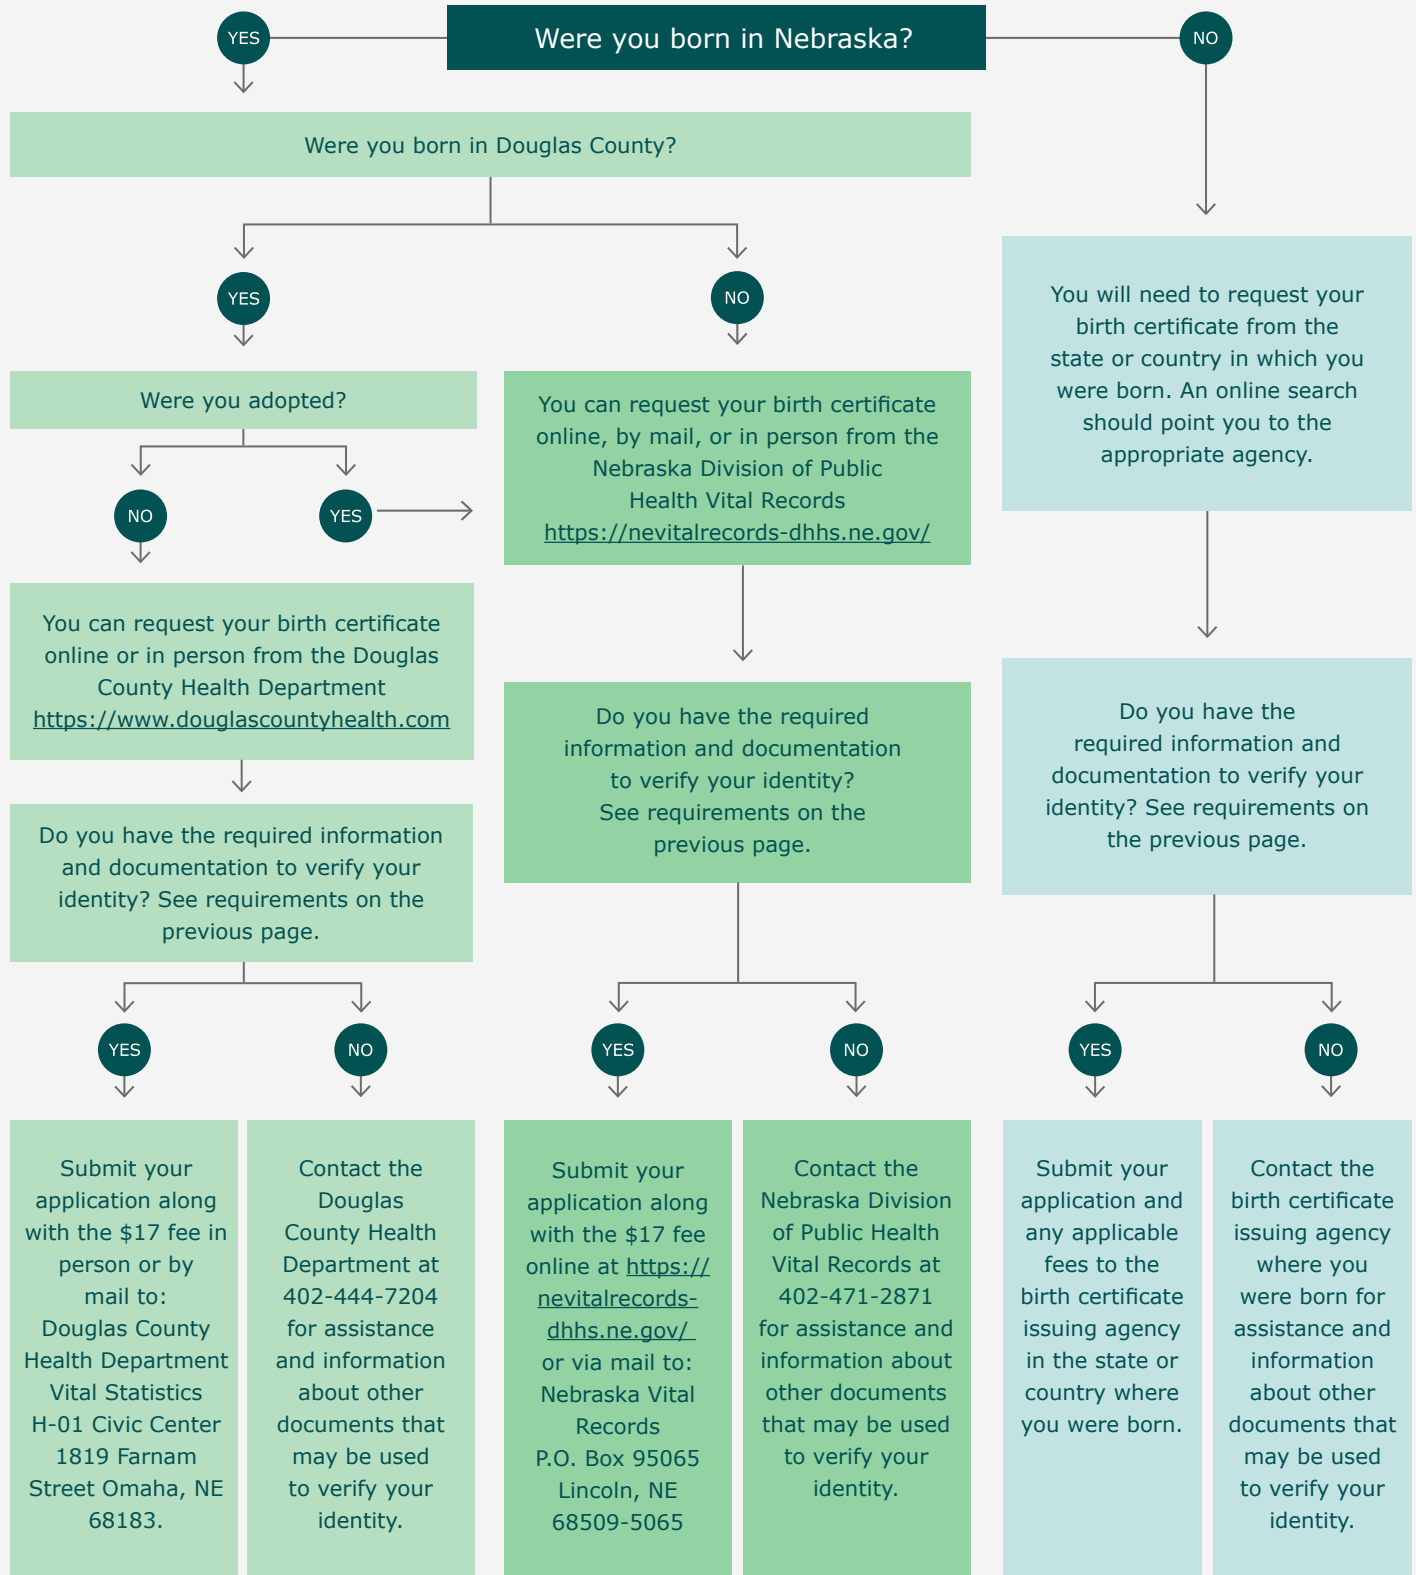 Were you born in Nebraska?
YES
NO
Were you born in Douglas County?
YES
NO
Were you adopted?
NO
YES
You can request your birth certificate
online or in person from the Douglas
County Health Department
https://www.douglascountyhealth.com
Do you have the required information
and documentation to verify your
identity? See requirements on the
previous page.
YES
NO
Submit your
application along
with the $17 fee in
person or by
mail to:
Douglas County
Health Department
Vital Statistics
H-01 Civic Center
1819 Farnam
Street Omaha, NE
68183.
Contact the
Douglas
County Health
Department at
402-444-7204
for assistance
and information
about other
documents that
may be used
to verify your
identity.
You can request your birth certificate
online, by mail, or in person from the
Nebraska Division of Public
Health Vital Records
https://nevitalrecords-dhhs.ne.gov/
Do you have the required
information and documentation
to verify your identity?
See requirements on the
previous page.
YES
NO
Submit your
application along
with the $17 fee
online at https://
nevitalrecords-
dhhs.ne.gov/
or via mail to:
Nebraska Vital
Records
P.O. Box 95065
Lincoln, NE
68509-5065
Contact the
Nebraska Division
of Public Health
Vital Records at
402-471-2871
for assistance and
information about
other documents
that may be used
to verify your
identity.
You will need to request your
birth certificate from the
state or country in which you
were born. An online search
should point you to the
appropriate agency.
Do you have the
required information and
documentation to verify your
identity? See requirements on
the previous page.
YES
NO
Submit your
application and
any applicable
fees to the
birth certificate
issuing agency
in the state or
country where
you were born.
Contact the
birth certificate
issuing agency
where you
were born for
assistance and
information
about other
documents that
may be used
to verify your
identity.